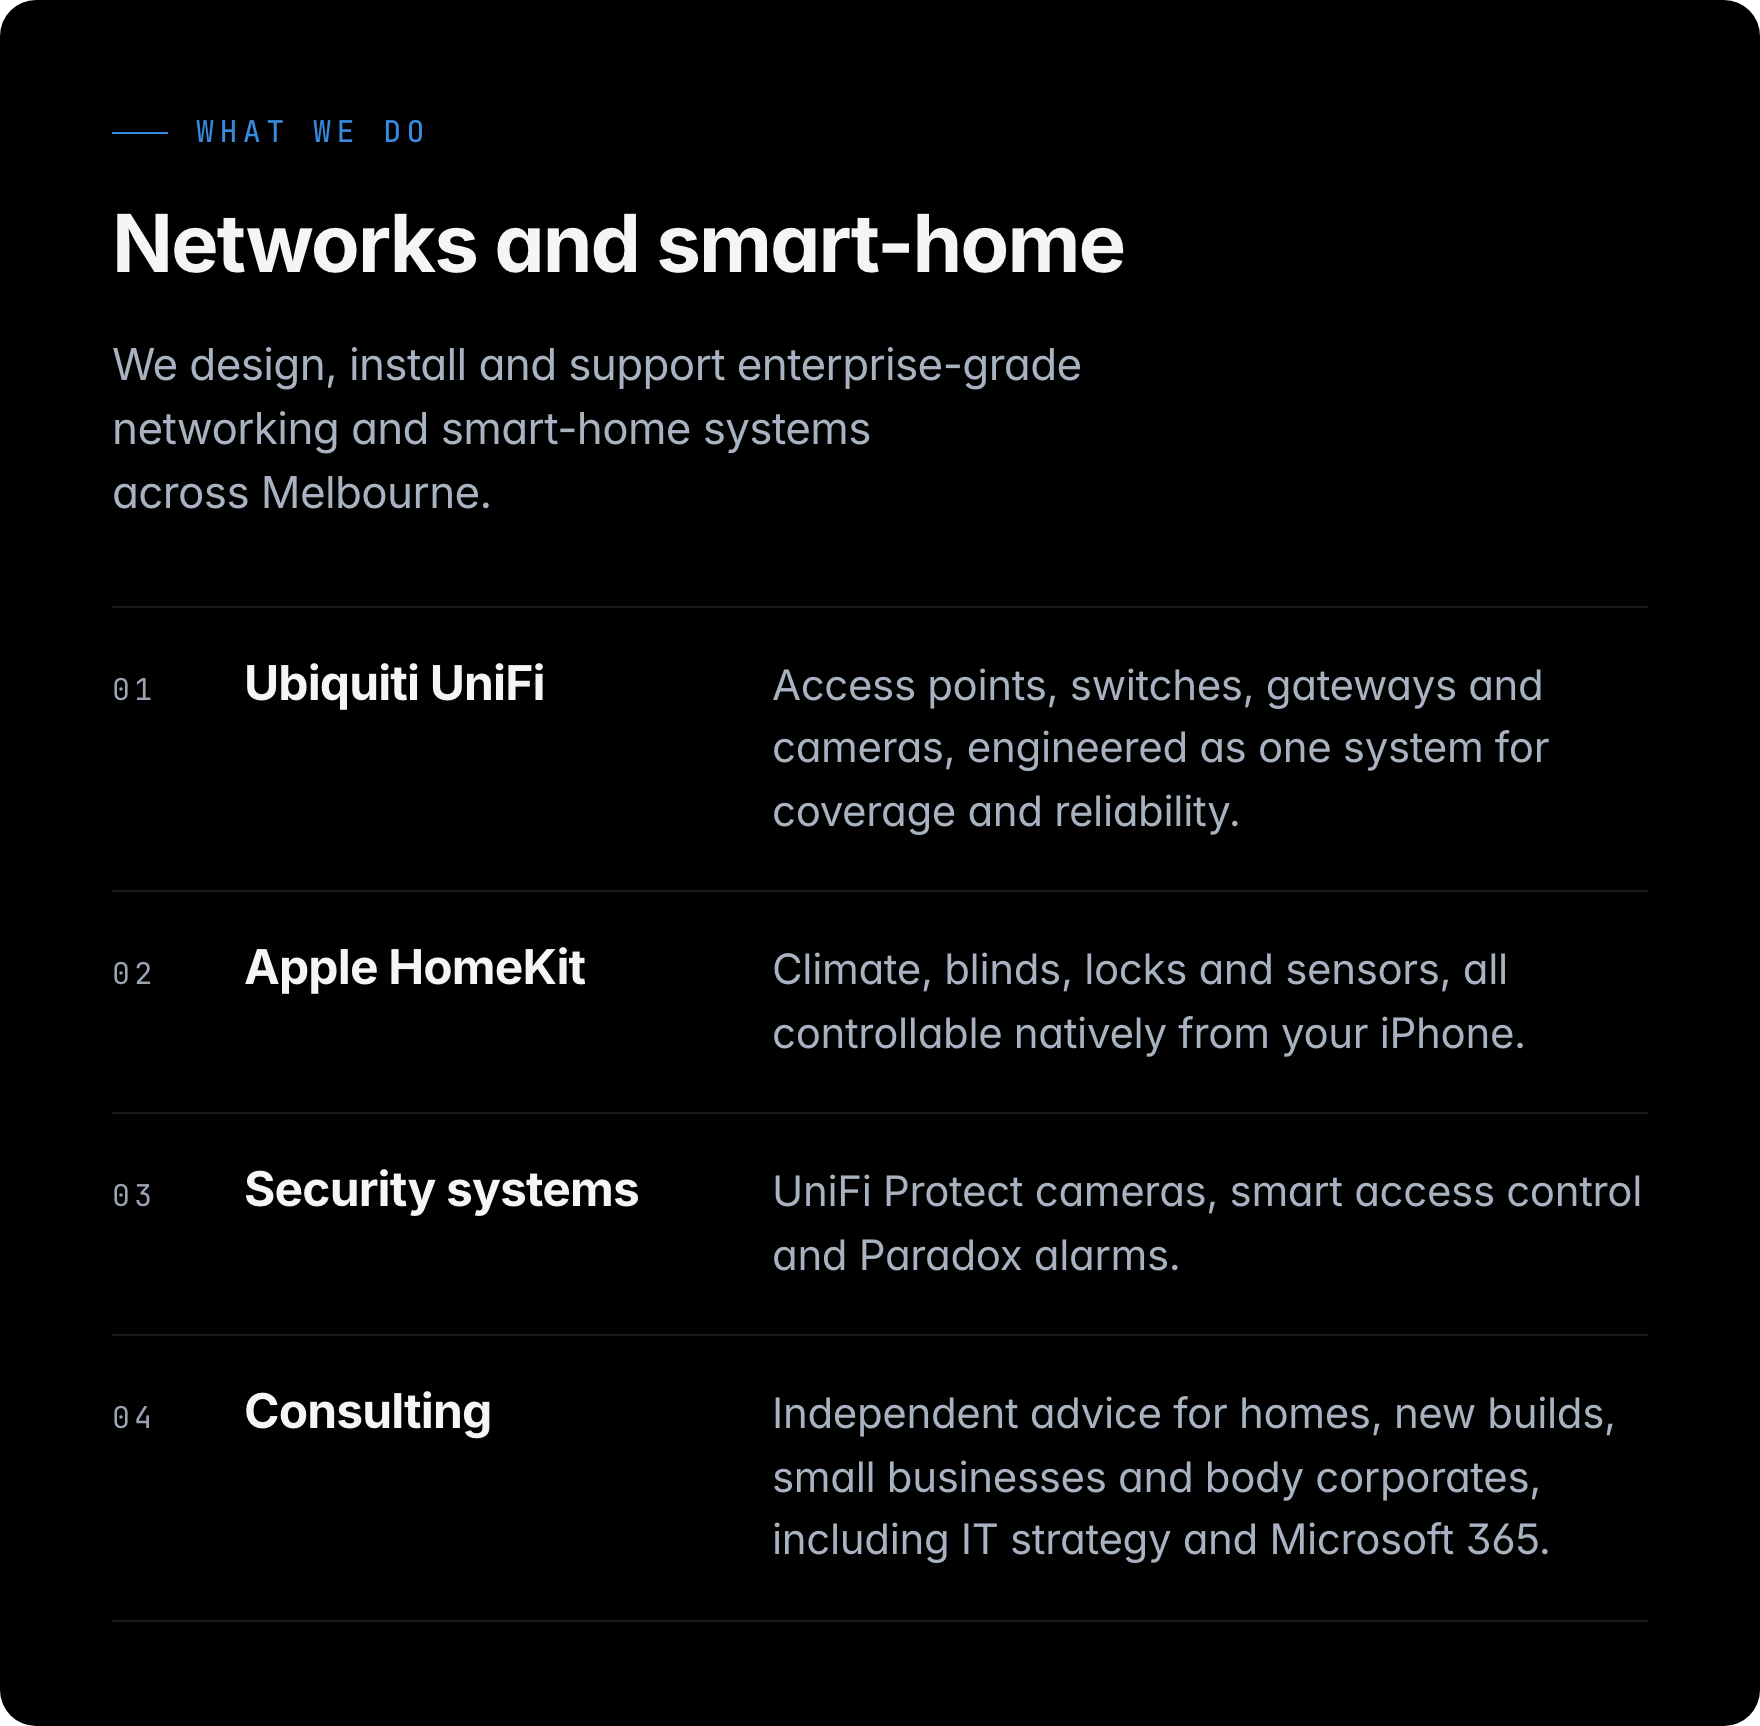 WHAT WE DO
Networks and smart-home
We design, install and support enterprise-grade
networking and smart-home systems
across Melbourne.
01
Ubiquiti UniFi
Access points, switches, gateways and
cameras, engineered as one system for
coverage and reliability.
02
Apple HomeKit
Climate, blinds, locks and sensors, all
controllable natively from your iPhone.
03
Security systems
UniFi Protect cameras, smart access control
and Paradox alarms.
04
Consulting
Independent advice for homes, new builds,
small businesses and body corporates,
including IT strategy and Microsoft 365.